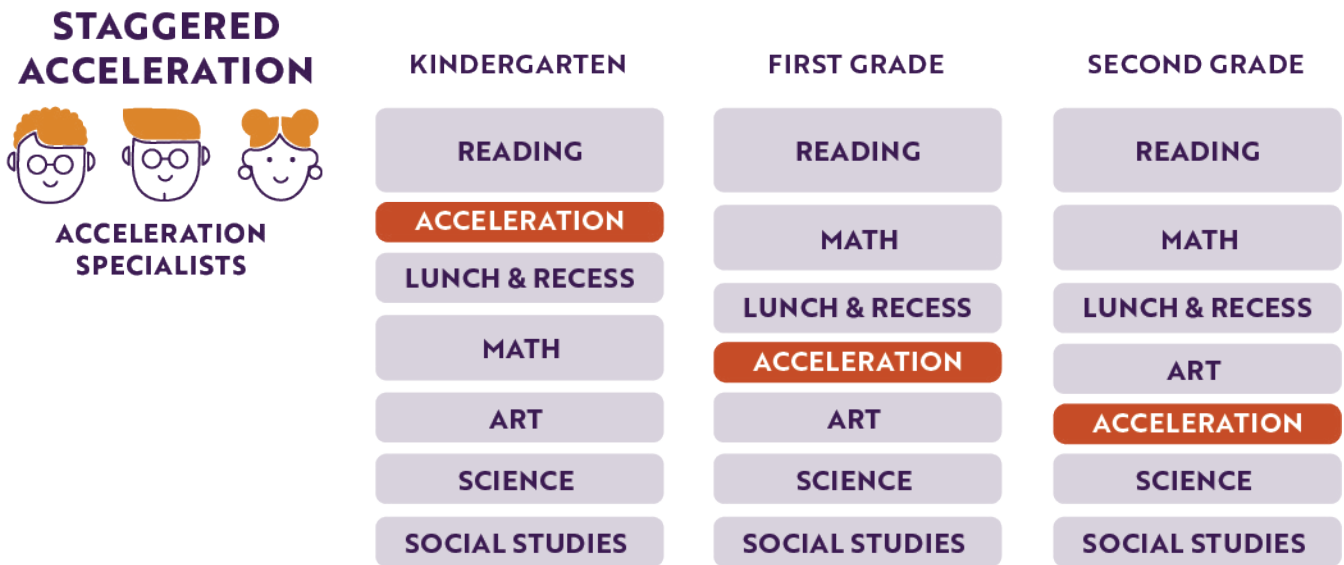 STAGGERED
ACCELERATION
ACCELERATION
SPECIALISTS
KINDERGARTEN
READING
ACCELERATION
LUNCH & RECESS
MATH
ART
SCIENCE
SOCIAL STUDIES
FIRST GRADE
READING
MATH
LUNCH & RECESS
ACCELERATION
ART
SCIENCE
SOCIAL STUDIES
SECOND GRADE
READING
MATH
LUNCH & RECESS
ART
ACCELERATION
SCIENCE
SOCIAL STUDIES